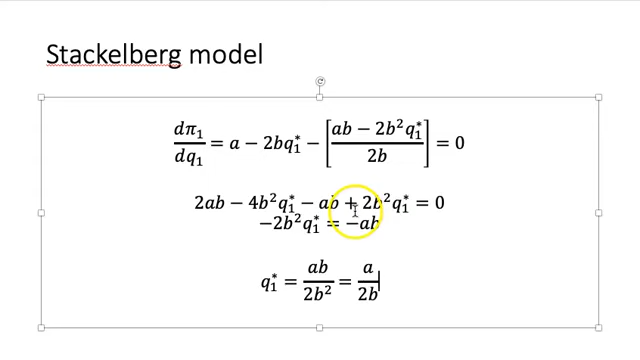 Stackelberg model
dπ₁/dq₁ = a − 2bq₁* − [(ab − 2b²q₁*)/2b] = 0
2ab − 4b²q₁* − ab + 2b²q₁* = 0
−2b²q₁* = −ab
q₁* = ab/2b² = a/2b